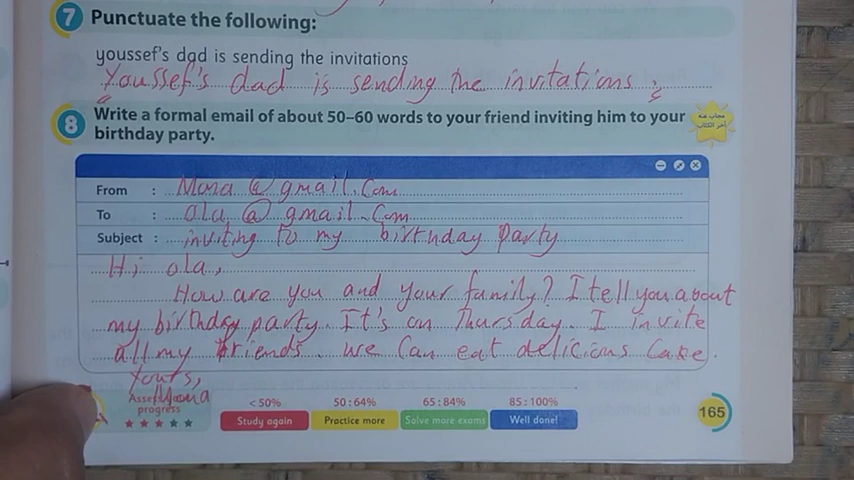 7 Punctuate the following:
youssef's dad is sending the invitations
Youssef's dad is sending the invitations.
8 Write a formal email of about 50–60 words to your friend inviting him to your
birthday party.
مجاب عنه
آخر الكتاب
From : Mona @ gmail.Com
To : Ola @ gmail.Com
Subject : inviting to my birthday party
Hi ola,
How are you and your family? I tell you about
my birthday party. It's on Thursday. I invite
all my friends. we Can eat delicious Cake.
Yours,
Mona
progress
<50% 50:64% 65:84% 85:100%
Study again Practice more Solve more exams Well done!
165